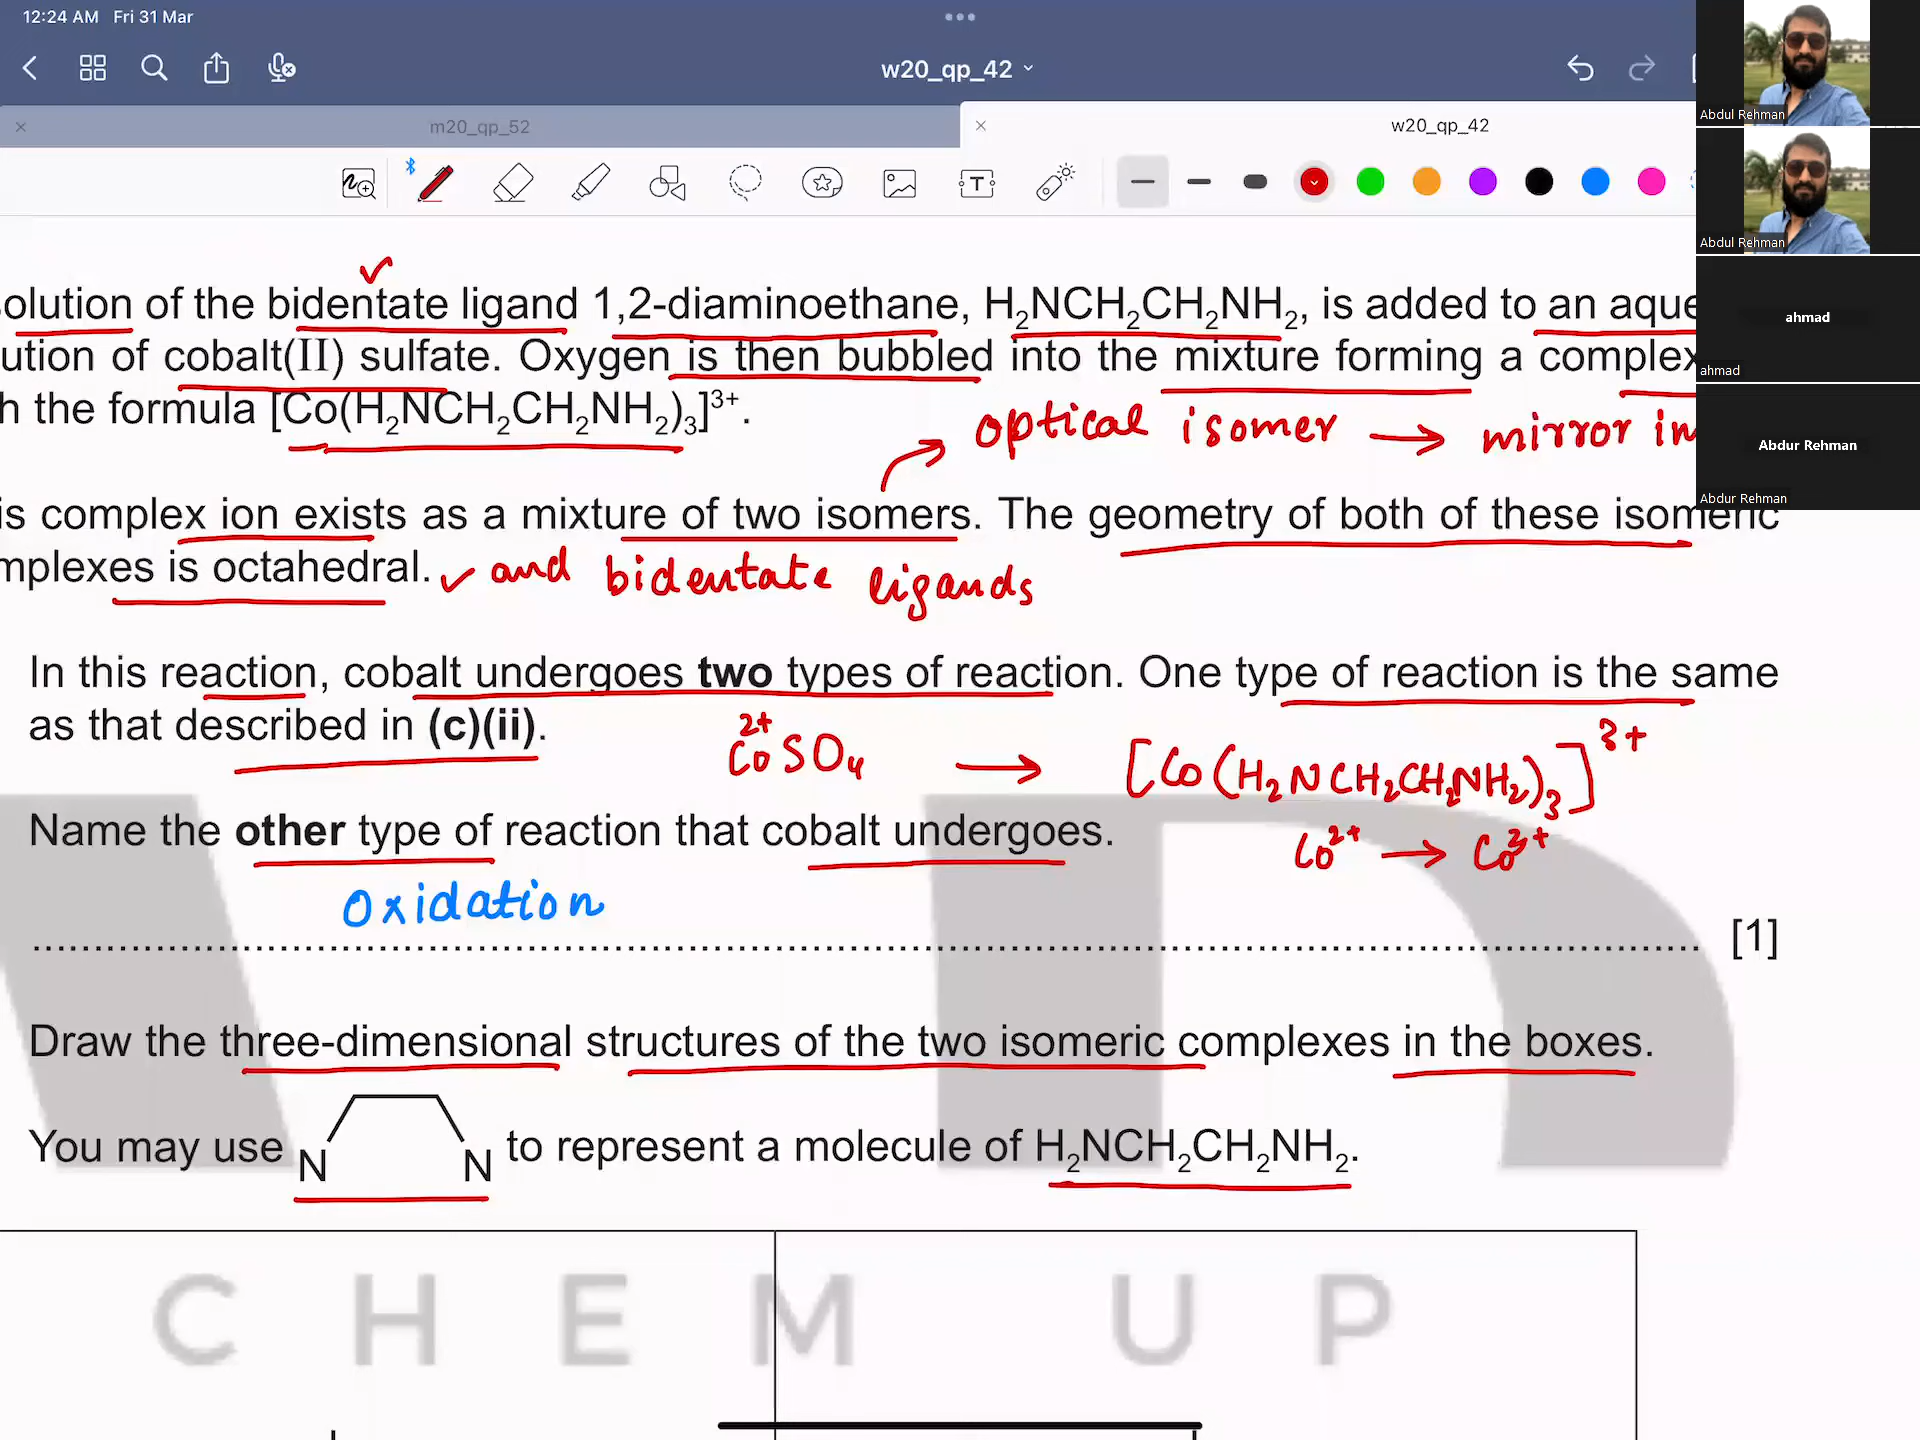 12:24 AM Fri 31 Mar
w20_qp_42
m20_qp_52
w20_qp_42
Abdul Rehman
Abdul Rehman
ahmad
ahmad
Abdur Rehman
Abdur Rehman
olution of the bidentate ligand 1,2-diaminoethane, H₂NCH₂CH₂NH₂, is added to an aque
ution of cobalt(II) sulfate. Oxygen is then bubbled into the mixture forming a complex
h the formula [Co(H₂NCH₂CH₂NH₂)₃]³⁺.
optical isomer → mirror im
is complex ion exists as a mixture of two isomers. The geometry of both of these isomeric
mplexes is octahedral. ✓ and bidentate ligands
In this reaction, cobalt undergoes two types of reaction. One type of reaction is the same
as that described in (c)(ii).
2+
CoSO₄ → [Co(H₂NCH₂CH₂NH₂)₃]³⁺
Name the other type of reaction that cobalt undergoes.
Co²⁺ → Co³⁺
Oxidation
[1]
Draw the three-dimensional structures of the two isomeric complexes in the boxes.
You may use N N to represent a molecule of H₂NCH₂CH₂NH₂.
CHEM UP